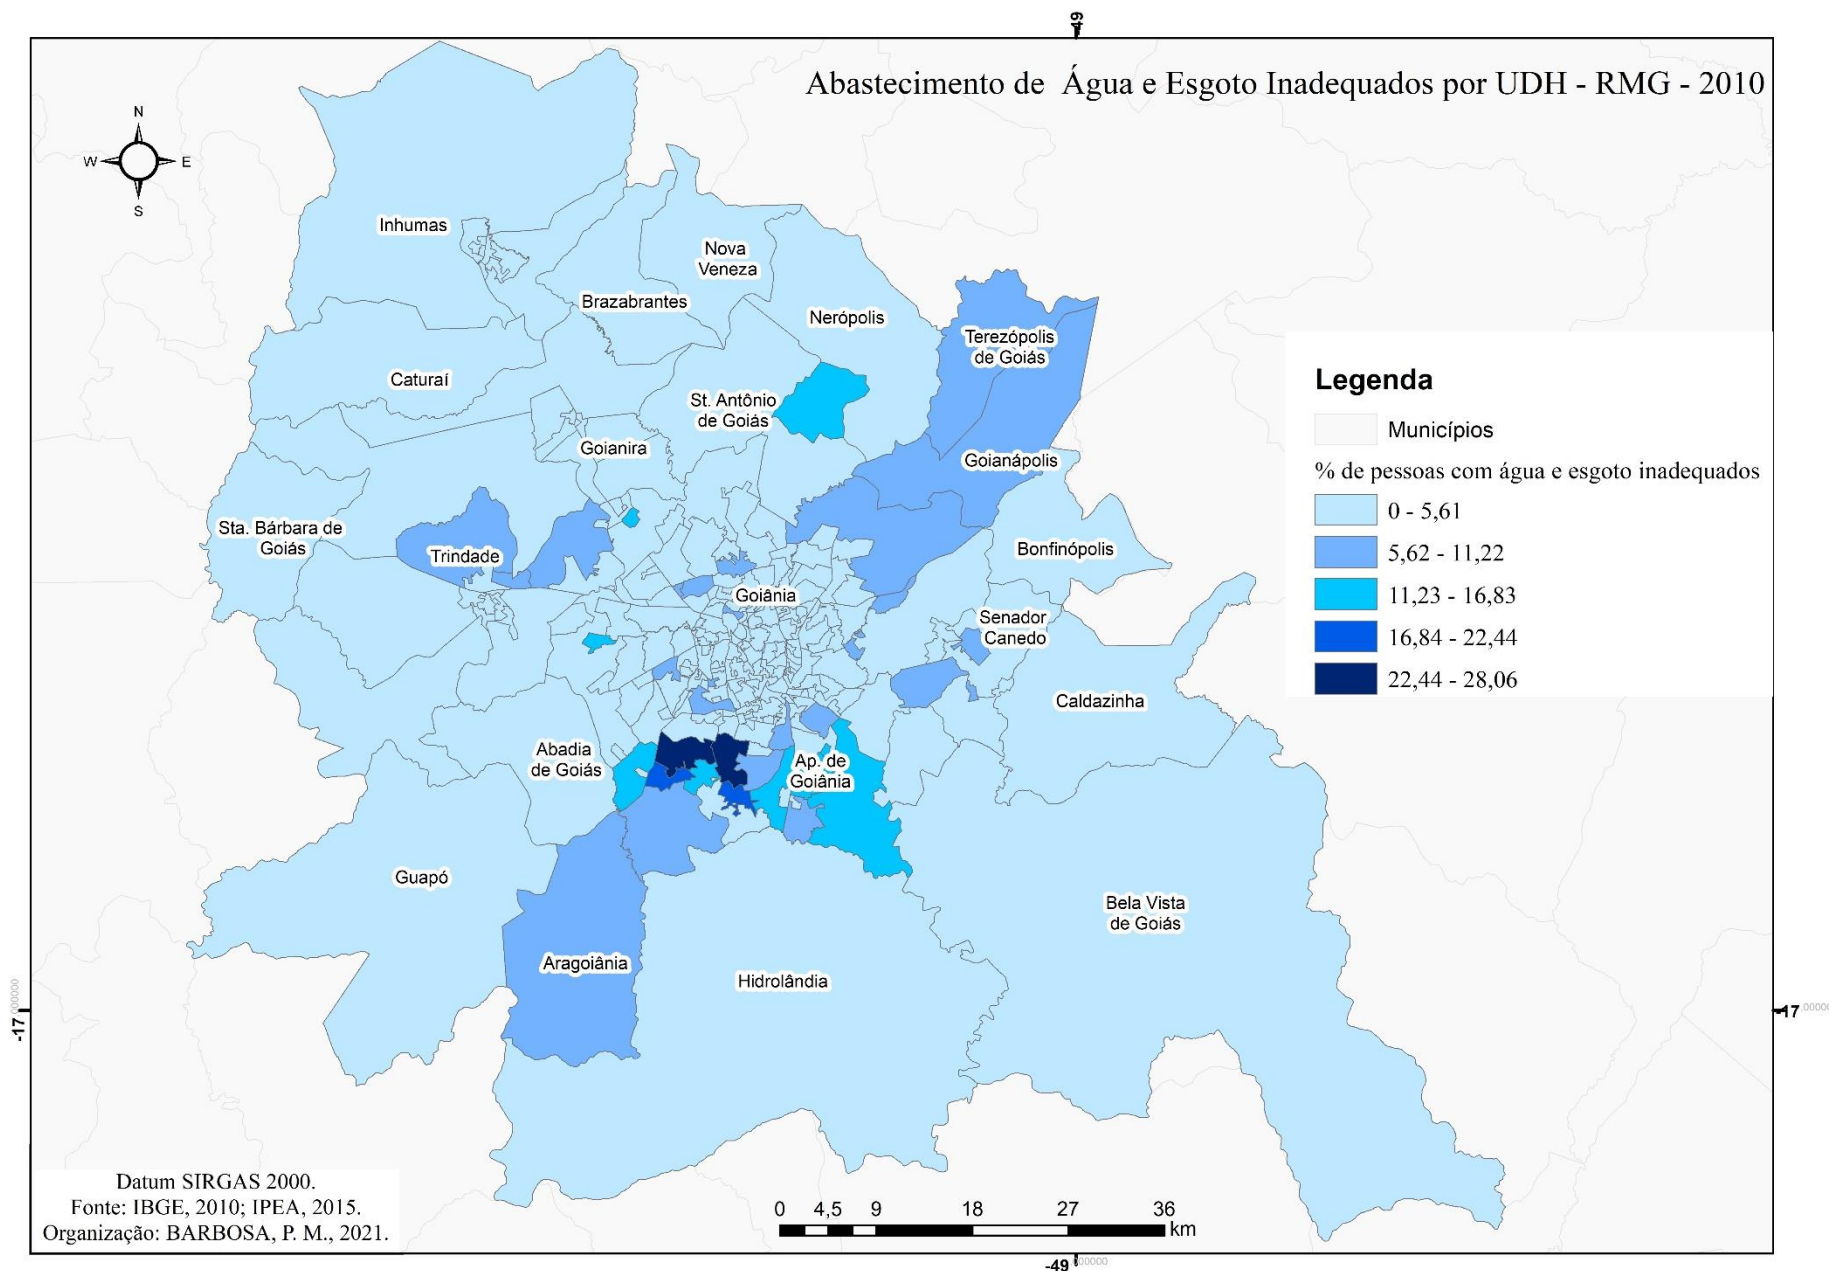 49
Abastecimento de Água e Esgoto Inadequados por UDH - RMG - 2010
N
W
E
S
Inhumas
Nova
Veneza
Brazabrantes
Nerópolis
Terezópolis
de Goiás
Caturaí
St. Antônio
de Goiás
Goianira
Goianápolis
Sta. Bárbara de
Goiás
Trindade
Bonfinópolis
Goiânia
Senador
Canedo
Caldazinha
Abadia
de Goiás
Ap. de
Goiânia
Guapó
Bela Vista
de Goiás
Aragoiânia
Hidrolândia
Legenda
Municípios
% de pessoas com água e esgoto inadequados
0 - 5,61
5,62 - 11,22
11,23 - 16,83
16,84 - 22,44
22,44 - 28,06
-17
-17
Datum SIRGAS 2000.
Fonte: IBGE, 2010; IPEA, 2015.
Organização: BARBOSA, P. M., 2021.
0 4,5 9 18 27 36
km
-49